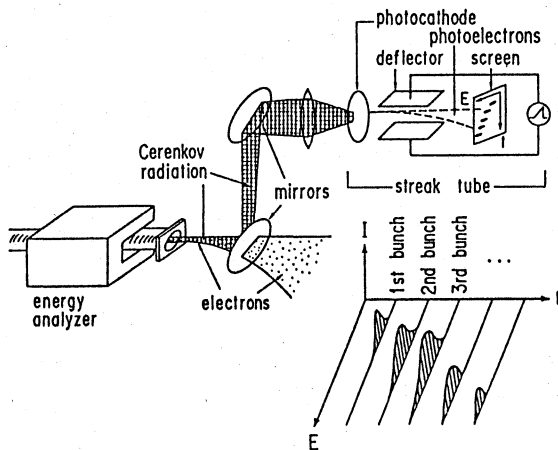 photocathode
photoelectrons
deflector
screen
E
Cerenkov
radiation
mirrors
streak tube
electrons
energy
analyzer
I
1st bunch
2nd bunch
3rd bunch
...
t
E